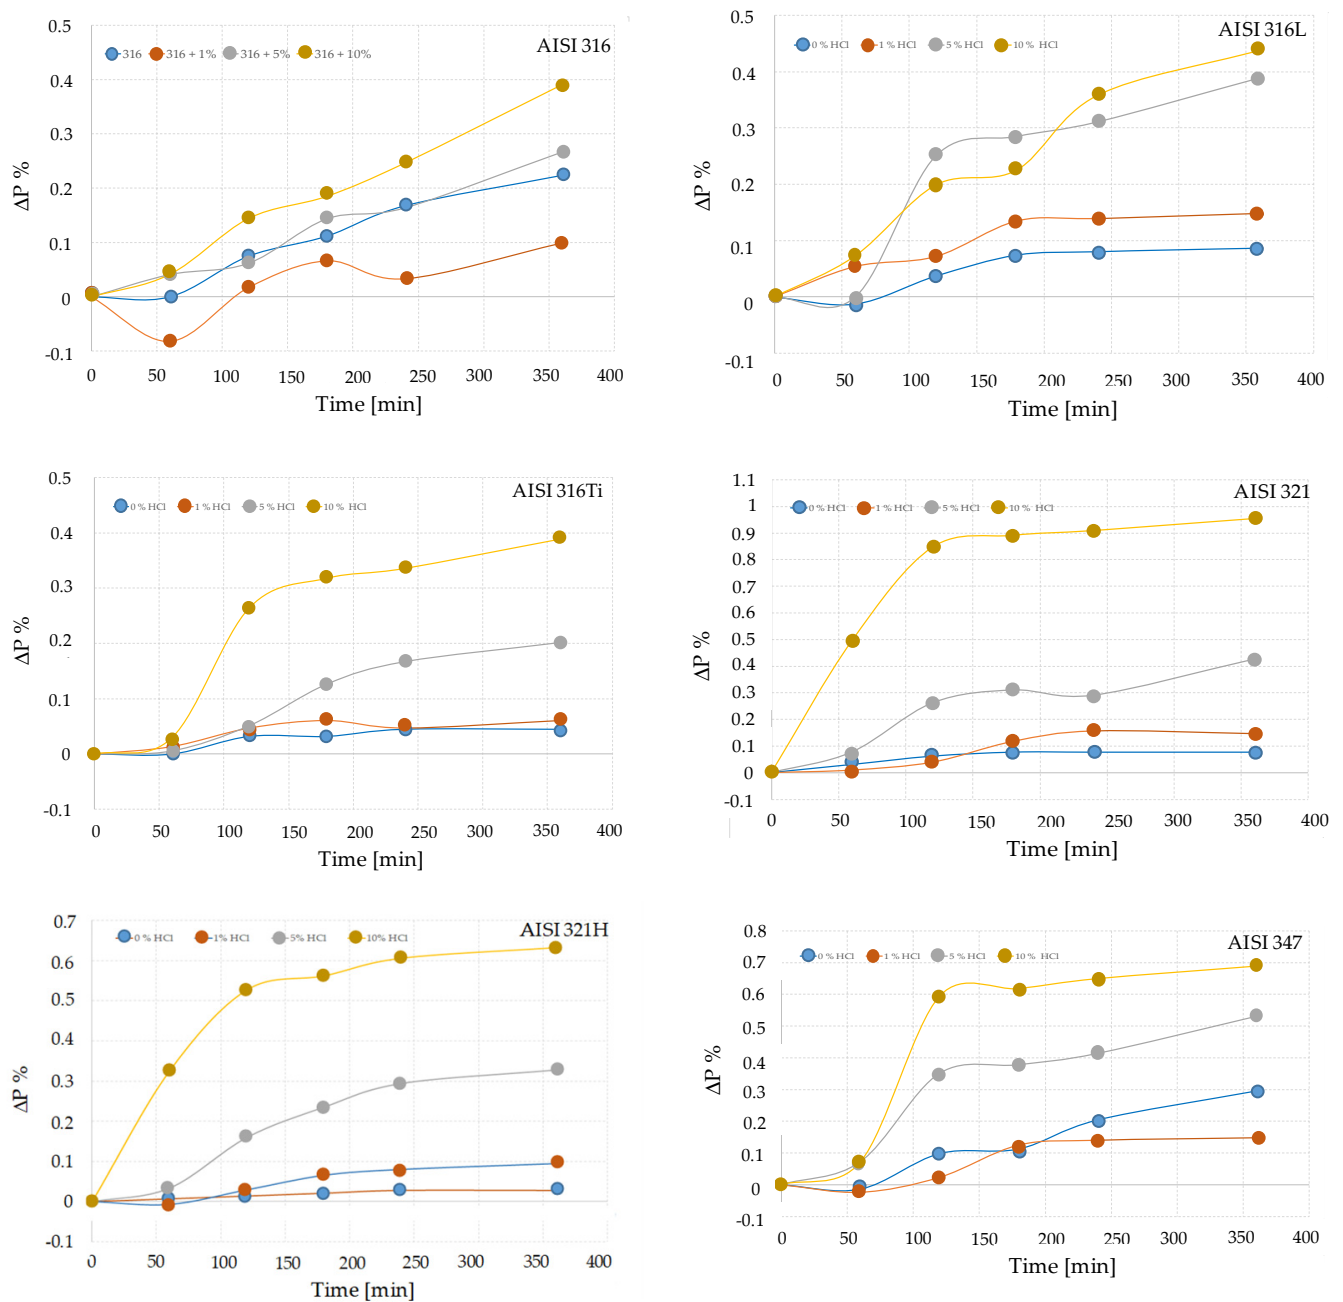 AISI 316
316 316 + 1% 316 + 5% 316 + 10%
ΔP %
0.5
0.4
0.3
0.2
0.1
0
-0.1
0 50 100 150 200 250 300 350 400
Time [min]
AISI 316L
0 % HCl 1 % HCl 5 % HCl 10 % HCl
ΔP %
0.5
0.4
0.3
0.2
0.1
0
-0.1
0 50 100 150 200 250 300 350 400
Time [min]
AISI 316Ti
0 % HCl 1 % HCl 5 % HCl 10 % HCl
ΔP %
0.5
0.4
0.3
0.2
0.1
0
-0.1
0 50 100 150 200 250 300 350 400
Time [min]
AISI 321
0 % HCl 1 % HCl 5 % HCl 10 % HCl
ΔP %
1.1
1
0.9
0.8
0.7
0.6
0.5
0.4
0.3
0.2
0.1
0
-0.1
0 50 100 150 200 250 300 350 400
Time [min]
AISI 321H
0 % HCl 1% HCl 5% HCl 10% HCl
ΔP %
0.7
0.6
0.5
0.4
0.3
0.2
0.1
0
-0.1
0 50 100 150 200 250 300 350 400
Time [min]
AISI 347
0 % HCl 1 % HCl 5 % HCl 10 % HCl
ΔP %
0.8
0.7
0.6
0.5
0.4
0.3
0.2
0.1
0
-0.1
0 50 100 150 200 250 300 350 400
Time [min]